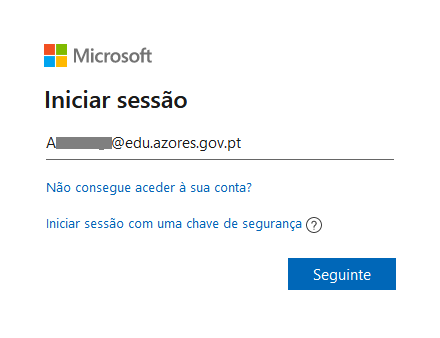 Microsoft
Iniciar sessão
A @edu.azores.gov.pt
Não consegue aceder à sua conta?
Iniciar sessão com uma chave de segurança ?
Seguinte